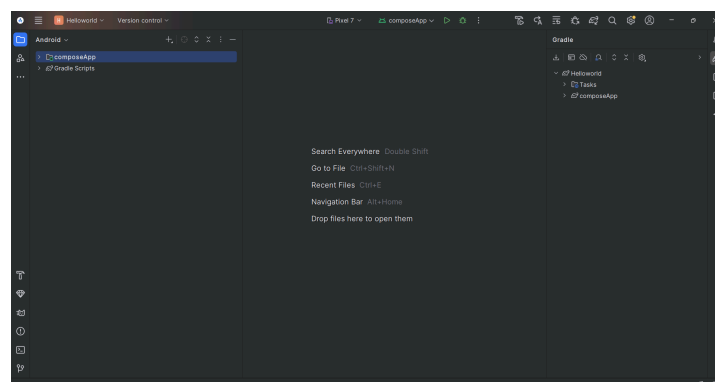 H Helloworld Version control Pixel 7 composeApp
Android
composeApp
Gradle Scripts
Search Everywhere Double Shift
Go to File Ctrl+Shift+N
Recent Files Ctrl+E
Navigation Bar Alt+Home
Drop files here to open them
Gradle
Helloworld
Tasks
composeApp